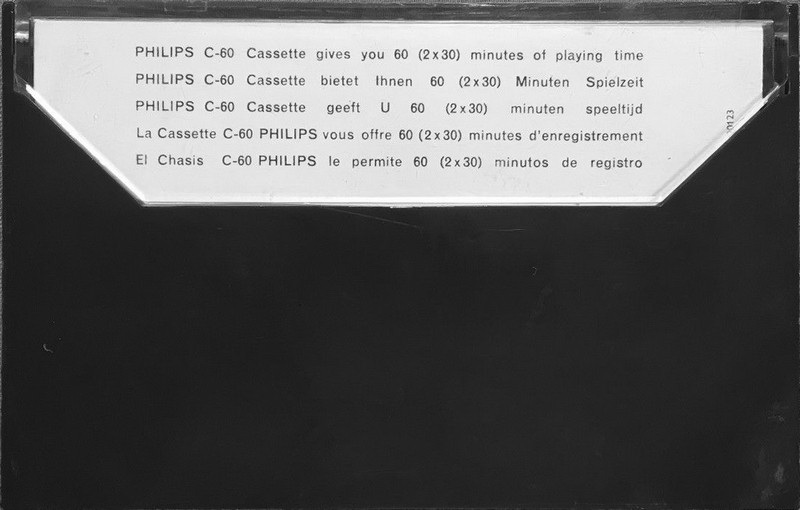 PHILIPS C-60 Cassette gives you 60 (2x30) minutes of playing time
PHILIPS C-60 Cassette bietet Ihnen 60 (2x30) Minuten Spielzeit
PHILIPS C-60 Cassette geeft U 60 (2x30) minuten speeltijd
La Cassette C-60 PHILIPS vous offre 60 (2x30) minutes d'enregistrement
El Chasis C-60 PHILIPS le permite 60 (2x30) minutos de registro